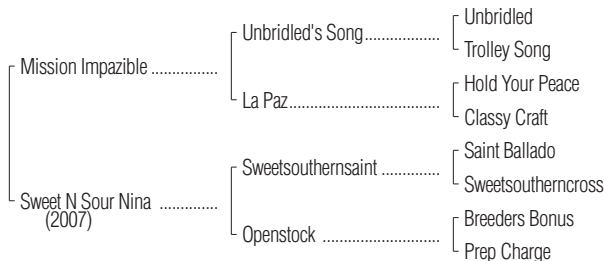 Unbridled
Unbridled's Song..................
Trolley Song
Mission Impazible ................
Hold Your Peace
La Paz.....................................
Classy Craft
Saint Ballado
Sweetsouthernsaint ..............
Sweetsoutherncross
Sweet N Sour Nina ..............
(2007)
Breeders Bonus
Openstock ............................
Prep Charge